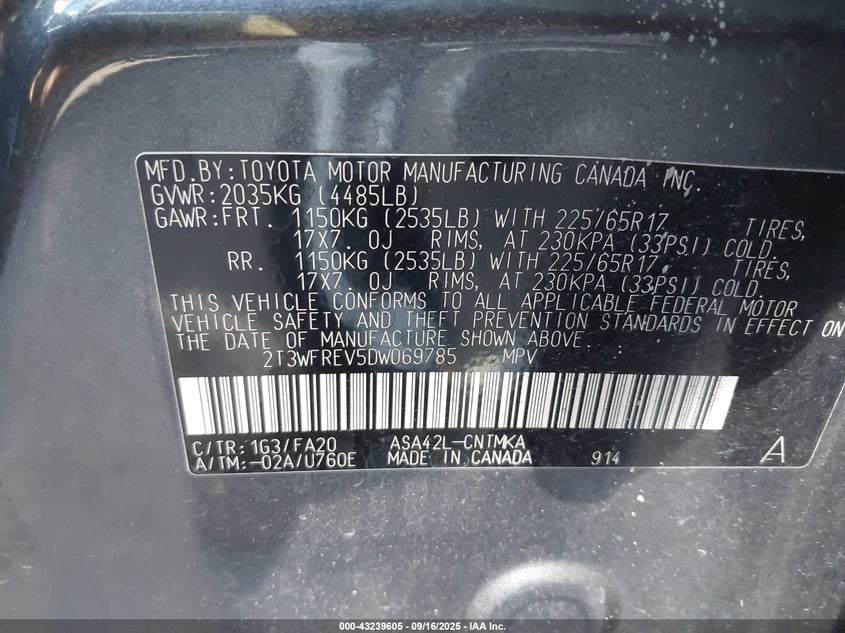 MFD.BY:TOYOTA MOTOR MANUFACTURING CANADA INC.
GVWR:2035KG (4485LB)
GAWR:FRT. 1150KG (2535LB) WITH 225/65R17 TIRES,
17X7. 0J RIMS, AT 230KPA (33PSI) COLD.
RR. 1150KG (2535LB) WITH 225/65R17 TIRES,
17X7. 0J RIMS, AT 230KPA (33PSI) COLD.
THIS VEHICLE CONFORMS TO ALL APPLICABLE FEDERAL MOTOR
VEHICLE SAFETY AND THEFT PREVENTION STANDARDS IN EFFECT ON
THE DATE OF MANUFACTURE SHOWN ABOVE.
2T3WFREV5DW069785 MPV
C/TR:1G3/FA20 ASA42L-CNTMKA
A/TM:-02A/U760E MADE IN CANADA 914 A
000-43239605 - 09/16/2025 - IAA Inc.